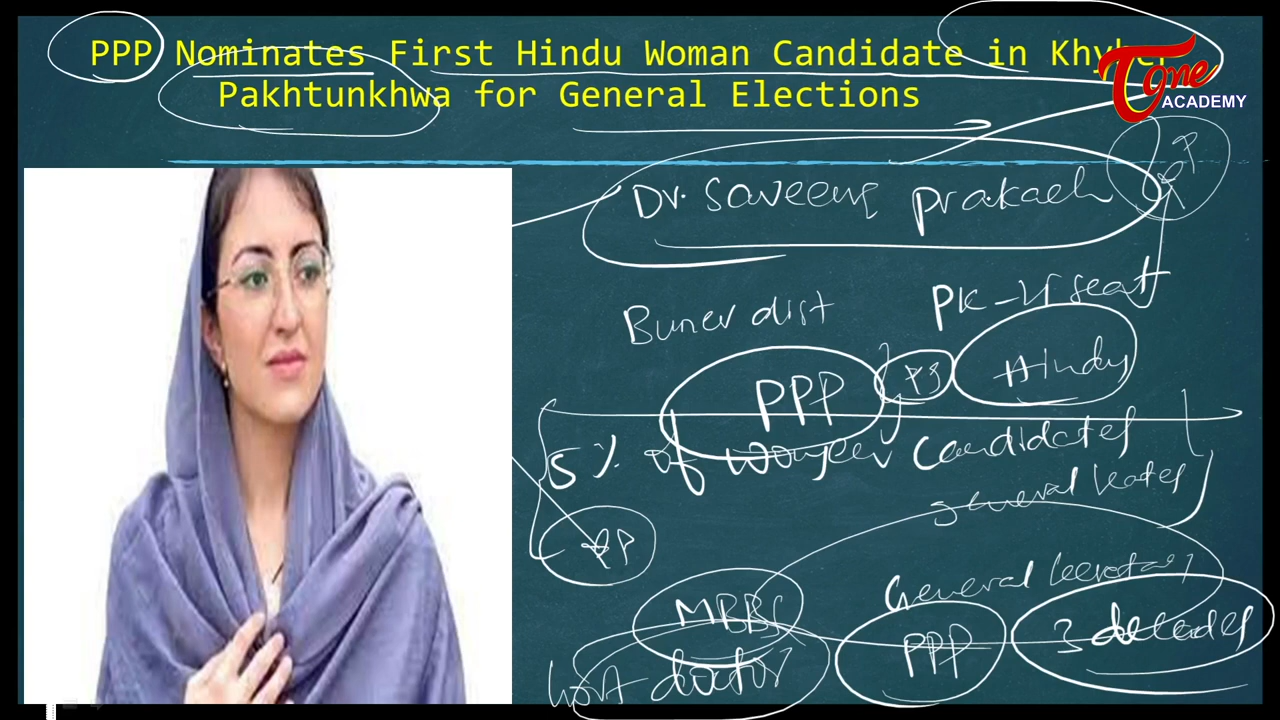 PPP Nominates First Hindu Woman Candidate in Khyber
Pakhtunkhwa for General Elections
Tone
ACADEMY
Dr. Saveera Prakash
Buner dist
PK-25 seat
PPP
Hindu
5% of women candidates
general seats
PP
General Secretary
MBBS
PPP
3 decades
doctor